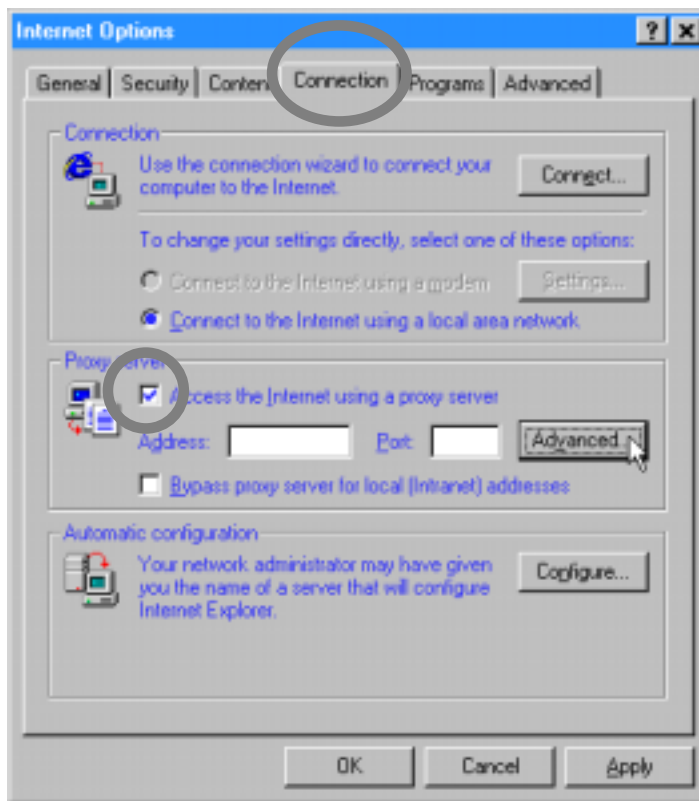 Internet Options
General Security Content Connection Programs Advanced
Connection
Use the connection wizard to connect your
computer to the Internet.
Connect...
To change your settings directly, select one of these options:
Connect to the Internet using a modem
Settings...
Connect to the Internet using a local area network
Proxy server
Access the Internet using a proxy server
Address:
Port:
Advanced...
Bypass proxy server for local (Intranet) addresses
Automatic configuration
Your network administrator may have given
you the name of a server that will configure
Internet Explorer.
Configure...
OK Cancel Apply